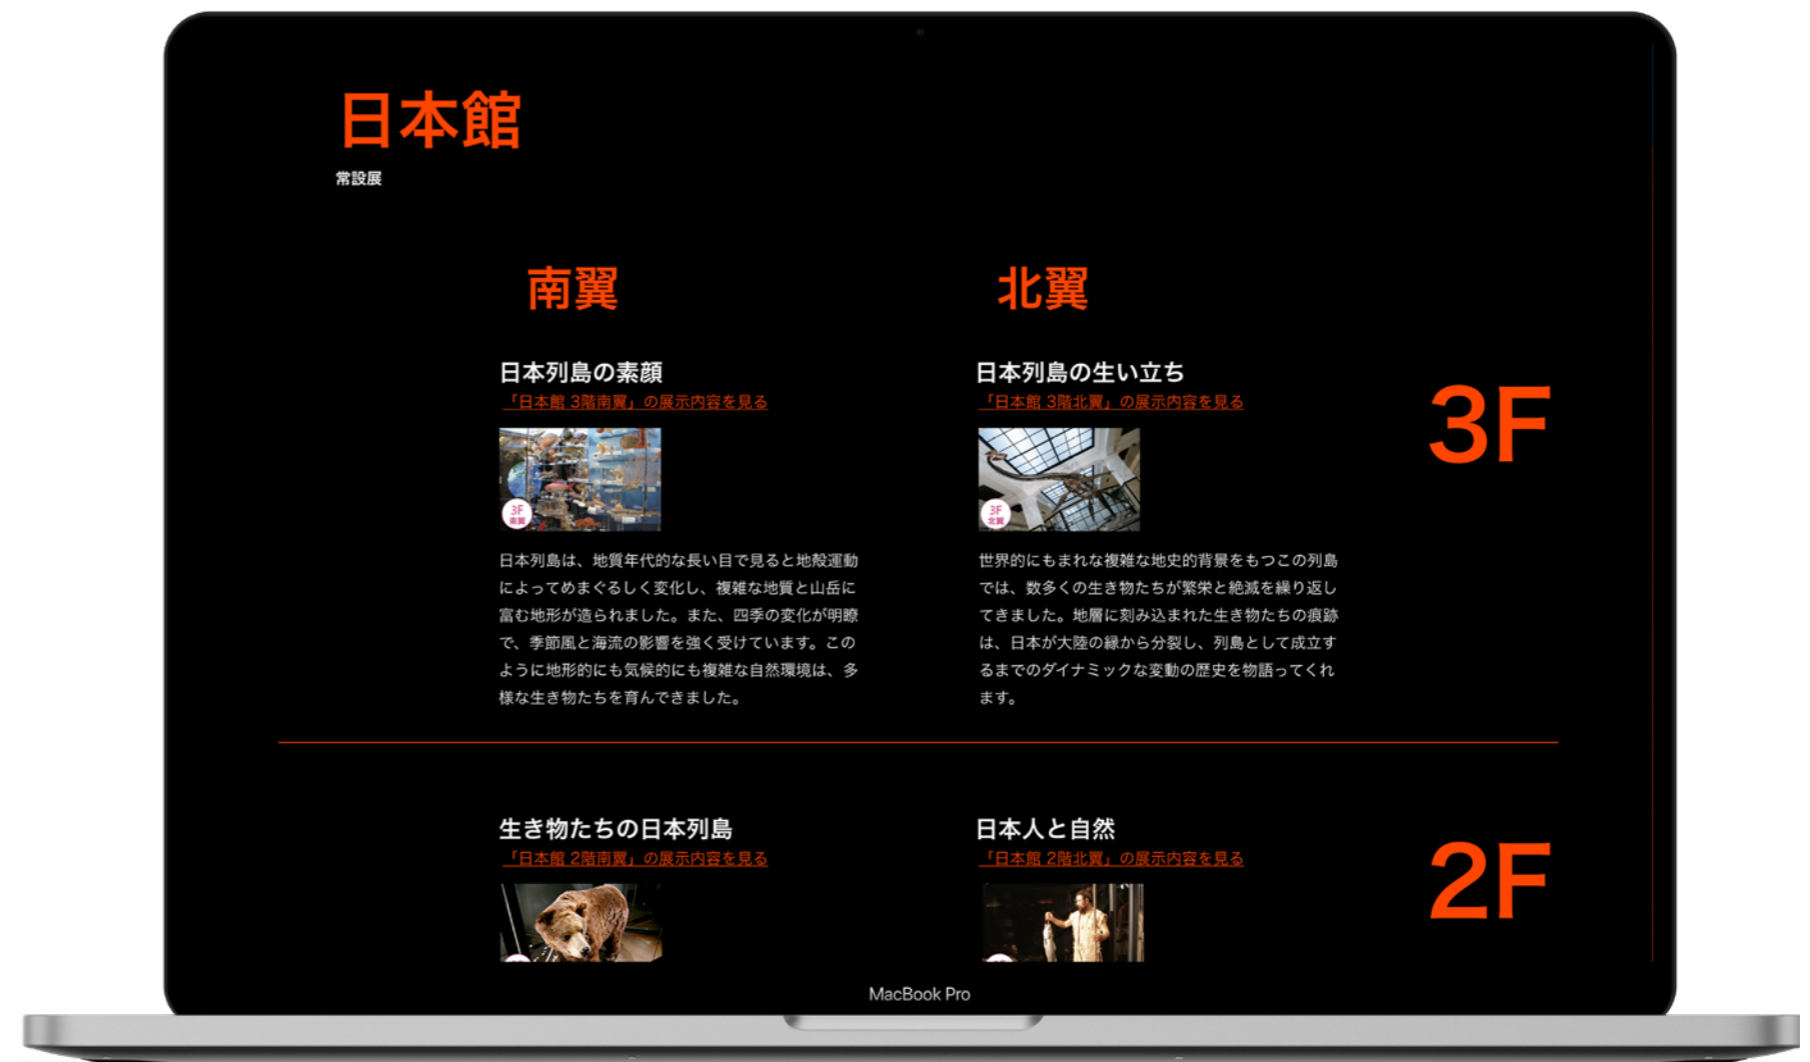 日本館
常設展
南翼
北翼
日本列島の素顔
「日本館 3階南翼」の展示内容を見る
3F
南翼
日本列島は、地質年代的な長い目で見ると地殻運動
によってめまぐるしく変化し、複雑な地質と山岳に
富む地形が造られました。また、四季の変化が明瞭
で、季節風と海流の影響を強く受けています。この
ように地形的にも気候的にも複雑な自然環境は、多
様な生き物たちを育んできました。
日本列島の生い立ち
「日本館 3階北翼」の展示内容を見る
3F
北翼
世界的にもまれな複雑な地史的背景をもつこの列島
では、数多くの生き物たちが繁栄と絶滅を繰り返し
てきました。地層に刻み込まれた生き物たちの痕跡
は、日本が大陸の縁から分裂し、列島として成立す
るまでのダイナミックな変動の歴史を物語ってくれ
ます。
3F
生き物たちの日本列島
「日本館 2階南翼」の展示内容を見る
日本人と自然
「日本館 2階北翼」の展示内容を見る
2F
MacBook Pro